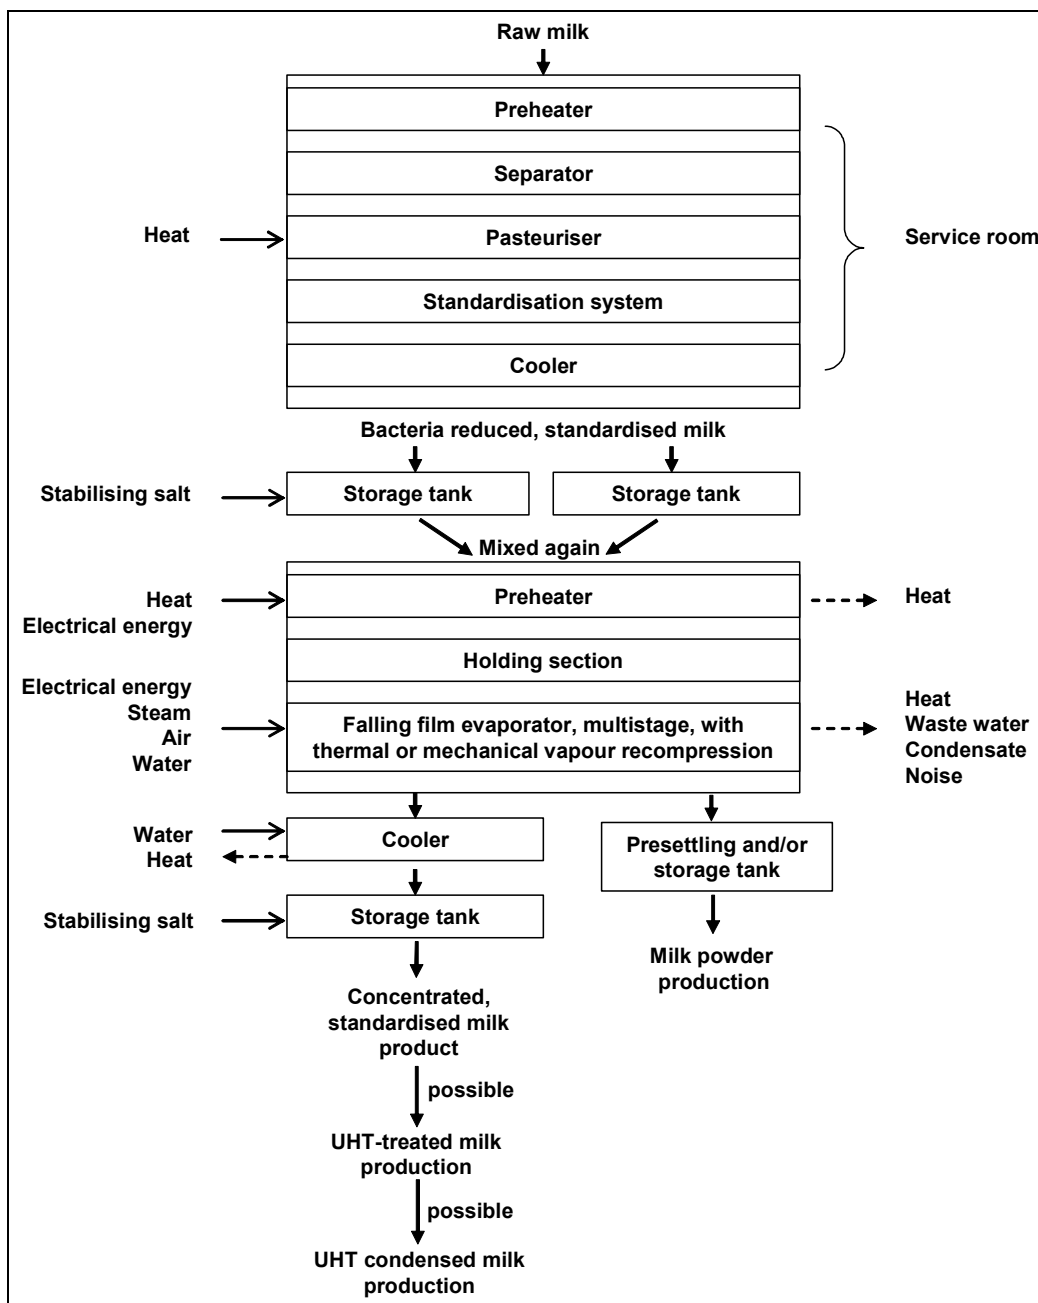 Raw milk
Preheater
Separator
Heat
Pasteuriser
Service room
Standardisation system
Cooler
Bacteria reduced, standardised milk
Stabilising salt
Storage tank
Storage tank
Mixed again
Heat
Electrical energy
Preheater
Heat
Holding section
Electrical energy
Steam
Air
Water
Falling film evaporator, multistage, with
thermal or mechanical vapour recompression
Heat
Waste water
Condensate
Noise
Water
Heat
Cooler
Presettling and/or
storage tank
Stabilising salt
Storage tank
Milk powder
production
Concentrated,
standardised milk
product
possible
UHT-treated milk
production
possible
UHT condensed milk
production